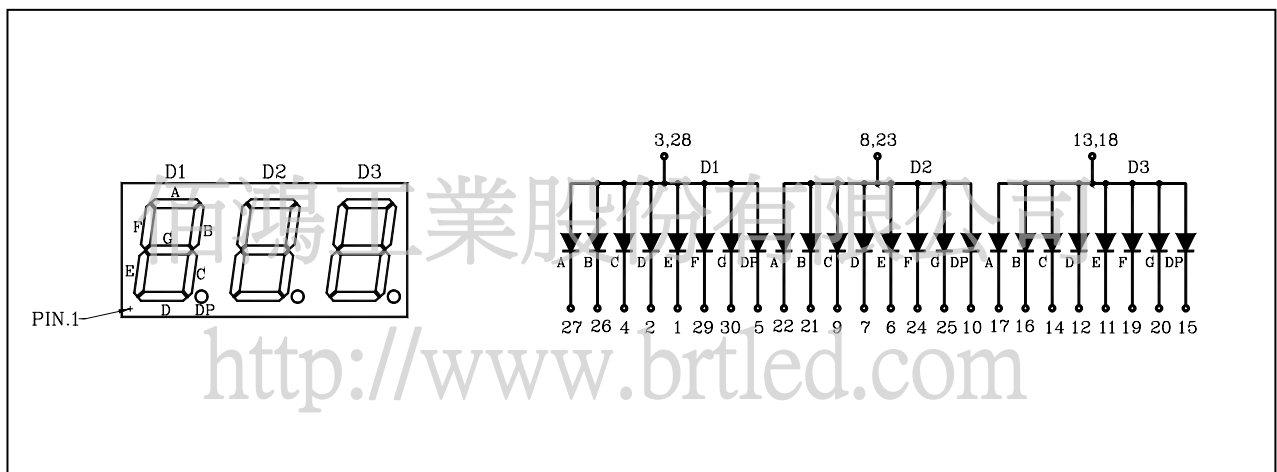 3,28 8,23 13,18
D1 D2 D3 D1 D2 D3
A
F B
G
E C
D DP
PIN.1
A B C D E F G DP A B C D E F G DP A B C D E F G DP
27 26 4 2 1 29 30 5 22 21 9 7 6 24 25 10 17 16 14 12 11 19 20 15
佰鴻工業股份有限公司
http://www.brtled.com